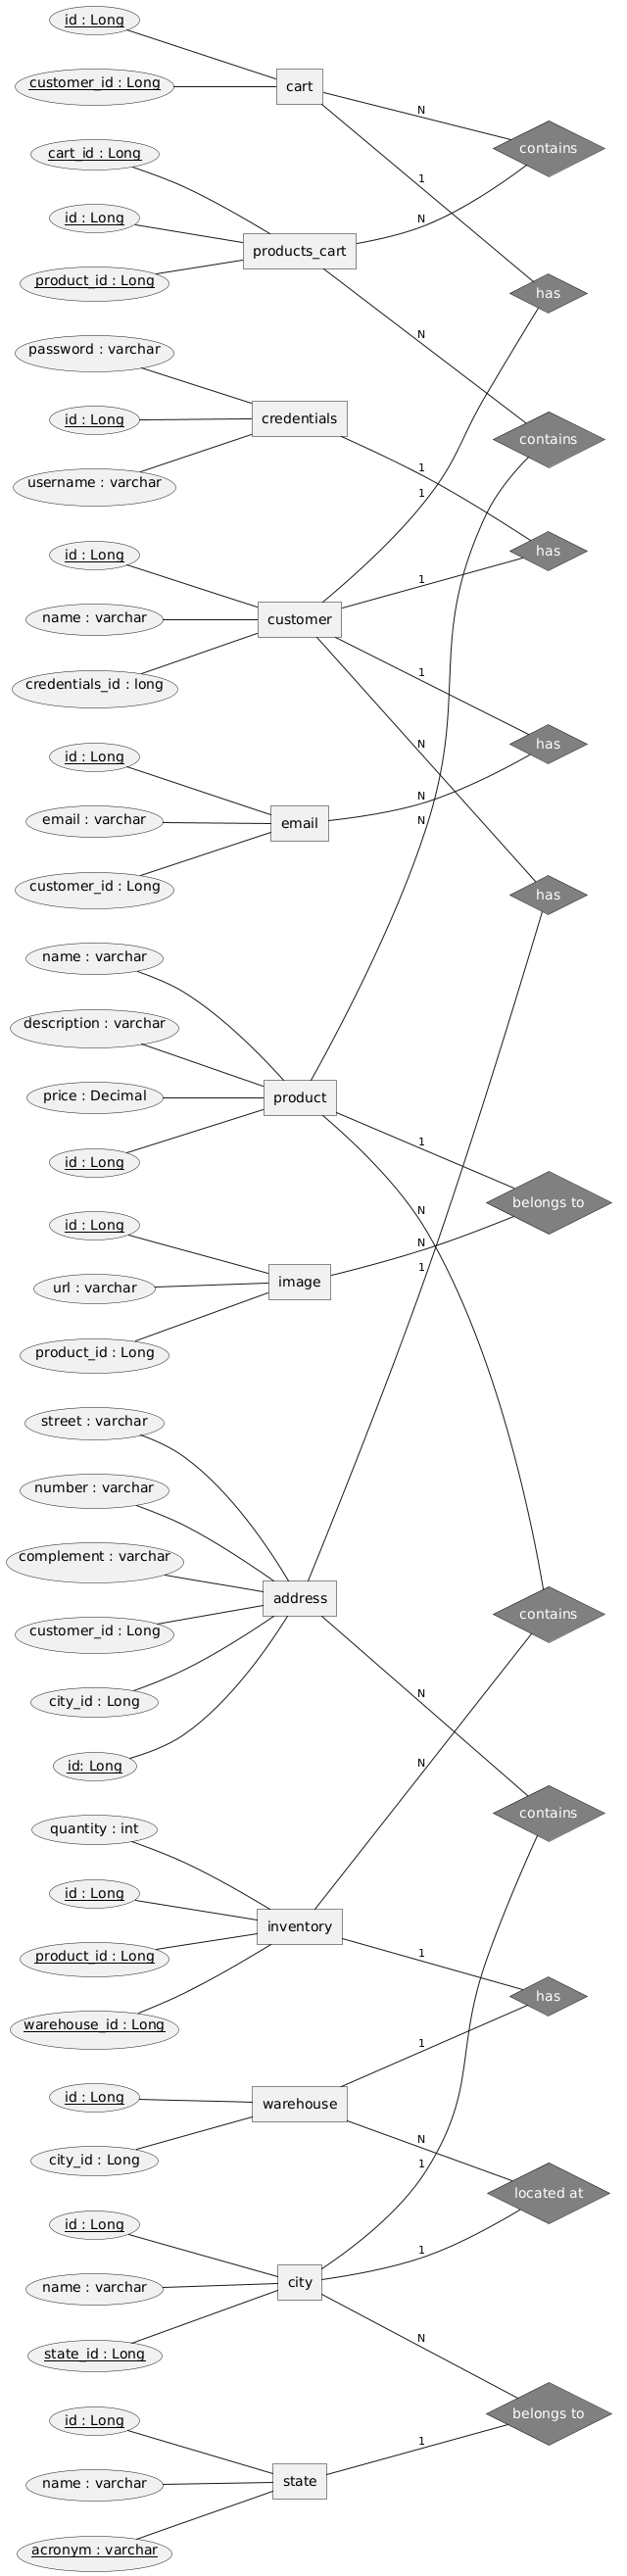 id : Long
customer_id : Long
cart
N
contains
cart_id : Long
1
id : Long
N
products_cart
product_id : Long
has
N
password : varchar
id : Long
credentials
contains
1
username : varchar
1
id : Long
has
1
name : varchar
customer
credentials_id : long
1
id : Long
N
has
N
email : varchar
email
N
customer_id : Long
has
name : varchar
description : varchar
price : Decimal
product
1
id : Long
belongs to
N
id : Long
N
1
url : varchar
image
product_id : Long
street : varchar
number : varchar
complement : varchar
address
contains
customer_id : Long
city_id : Long
N
id: Long
N
contains
quantity : int
id : Long
inventory
product_id : Long
1
has
warehouse_id : Long
1
id : Long
warehouse
N
city_id : Long
1
located at
id : Long
1
name : varchar
city
N
state_id : Long
belongs to
id : Long
1
name : varchar
state
acronym : varchar